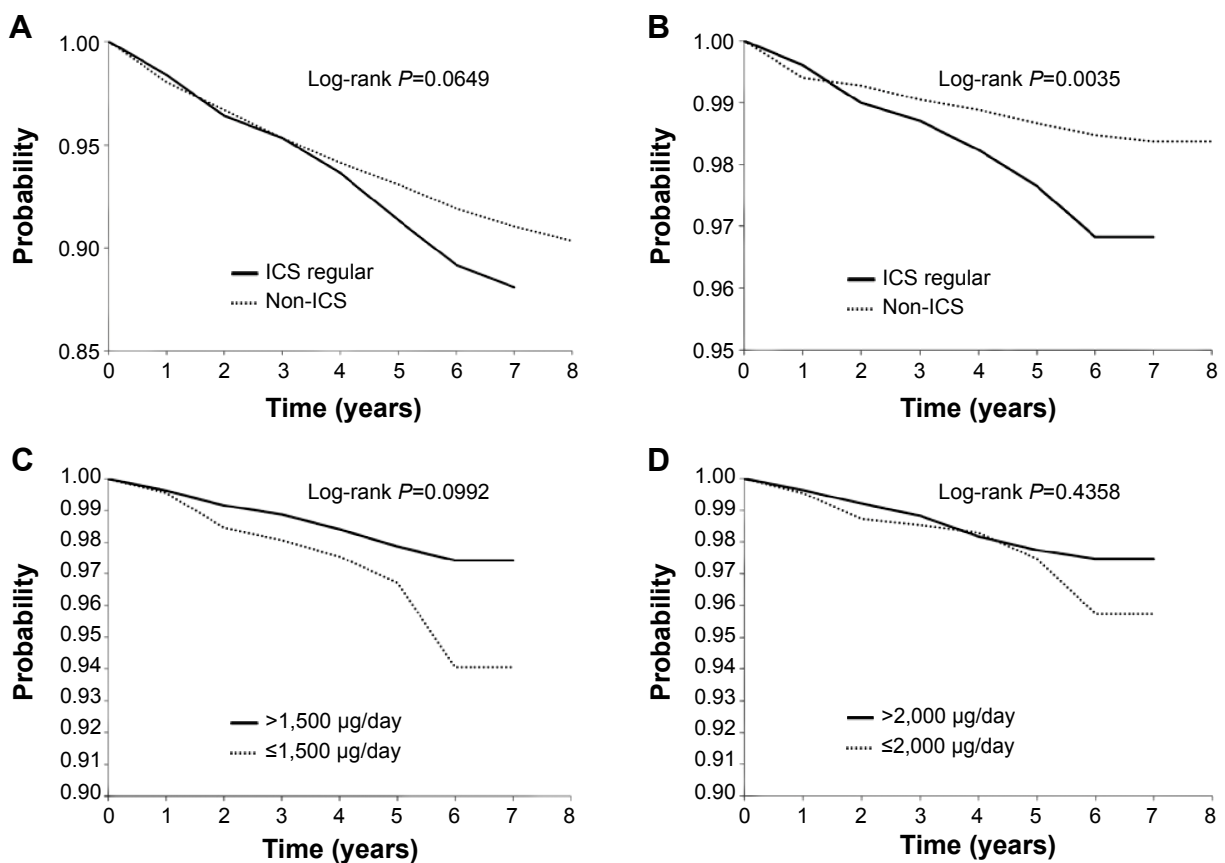 A
1.00
0.95
0.90
0.85
Probability
Log-rank P=0.0649
ICS regular
Non-ICS
0 1 2 3 4 5 6 7 8
Time (years)
B
1.00
0.99
0.98
0.97
0.96
0.95
Probability
Log-rank P=0.0035
ICS regular
Non-ICS
0 1 2 3 4 5 6 7 8
Time (years)
C
1.00
0.99
0.98
0.97
0.96
0.95
0.94
0.93
0.92
0.91
0.90
Probability
Log-rank P=0.0992
>1,500 µg/day
≤1,500 µg/day
0 1 2 3 4 5 6 7 8
Time (years)
D
1.00
0.99
0.98
0.97
0.96
0.95
0.94
0.93
0.92
0.91
0.90
Probability
Log-rank P=0.4358
>2,000 µg/day
≤2,000 µg/day
0 1 2 3 4 5 6 7 8
Time (years)